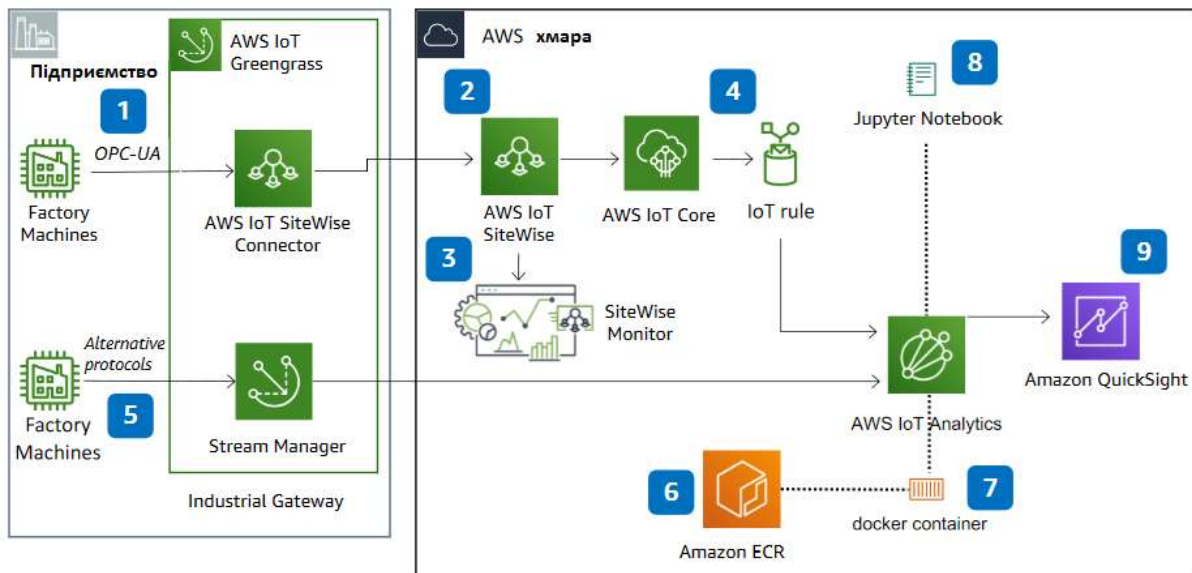 Підприємство
AWS IoT
Greengrass
1
OPC-UA
Factory
Machines
AWS IoT SiteWise
Connector
Alternative
protocols
5
Factory
Machines
Stream Manager
Industrial Gateway
AWS хмара
2
AWS IoT
SiteWise
3
SiteWise
Monitor
AWS IoT Core
4
IoT rule
8
Jupyter Notebook
9
Amazon QuickSight
AWS IoT Analytics
6
Amazon ECR
7
docker container